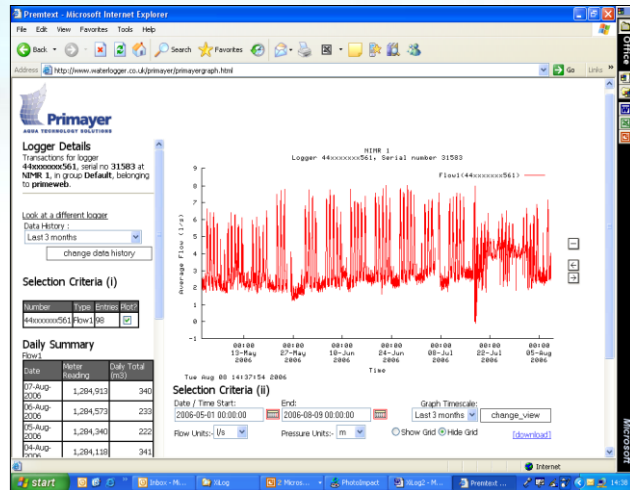 Premtext - Microsoft Internet Explorer
File Edit View Favorites Tools Help
Back Search Favorites
Address http://www.waterlogger.co.uk/primayer/primayergraph.html Go Links »
Primayer
AQUA TECHNOLOGY SOLUTIONS
Logger Details
Transactions for logger
44xxxxxxx561, serial no 31583 at
NIMR 1, in group Default, belonging
to primeweb.
Look at a different logger
Data History :
Last 3 months
change data history
Selection Criteria (i)
Number Type Entries Plot?
44xxxxxxx561 Flow1 98
Daily Summary
Flow1
Date Meter Reading Daily Total (m3)
07-Aug-2006 1,284,913 340
06-Aug-2006 1,284,573 233
05-Aug-2006 1,284,340 222
04-Aug- 1,284,118 341
NIMR 1
Logger 44xxxxxxx561, Serial number 31583
Flow1(44xxxxxxx561)
Average Flow (l/s)
9
8
7
6
5
4
3
2
1
0
-1
00:00 00:00 00:00 00:00 00:00 00:00 00:00
13-May 27-May 10-Jun 24-Jun 08-Jul 22-Jul 05-Aug
2006 2006 2006 2006 2006 2006 2006
Time
Tue Aug 08 14:37:54 2006
Selection Criteria (ii)
Date / Time Start: End: Graph Timescale:
2006-05-01 00:00:00 2006-08-09 00:00:00 Last 3 months change_view
Flow Units:- l/s Pressure Units:- m Show Grid Hide Grid [download]
Internet
start Inbox - Mi... XiLog 2 Micros... PhotoImpact XiLog2 - M... Premtext ... 14:38
Office
Microsoft